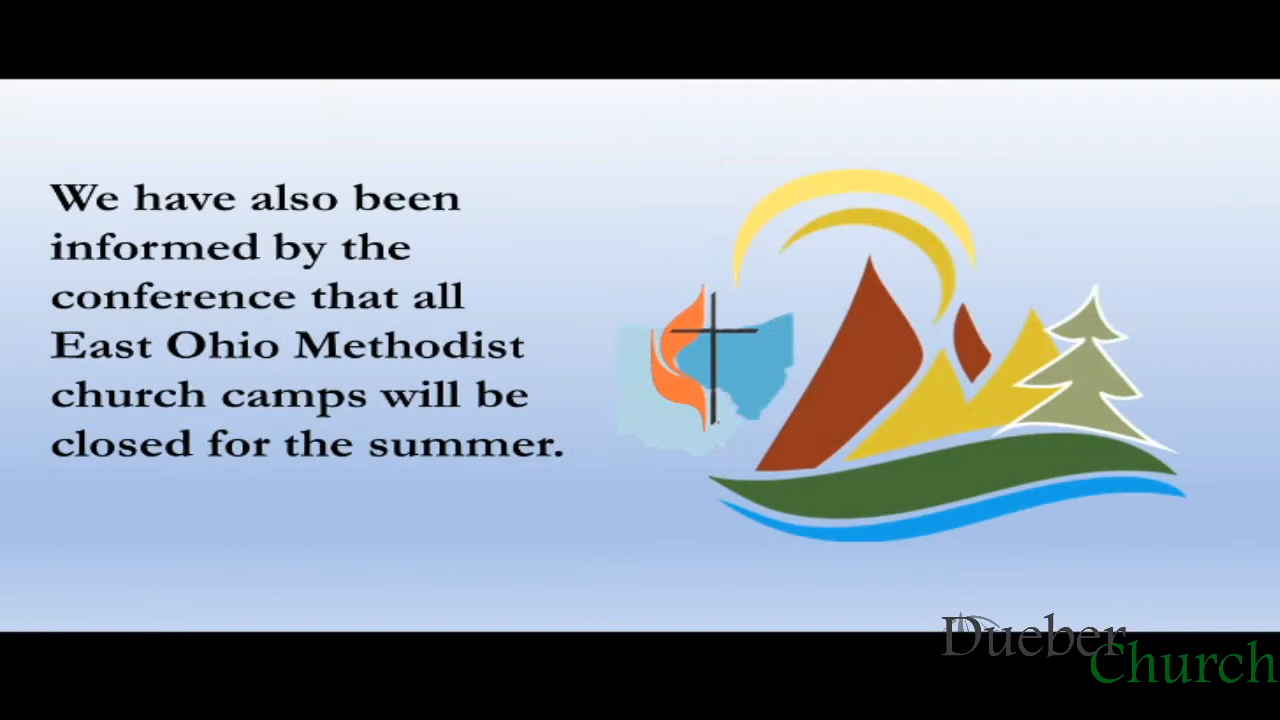 We have also been
informed by the
conference that all
East Ohio Methodist
church camps will be
closed for the summer.
Dueber
Church